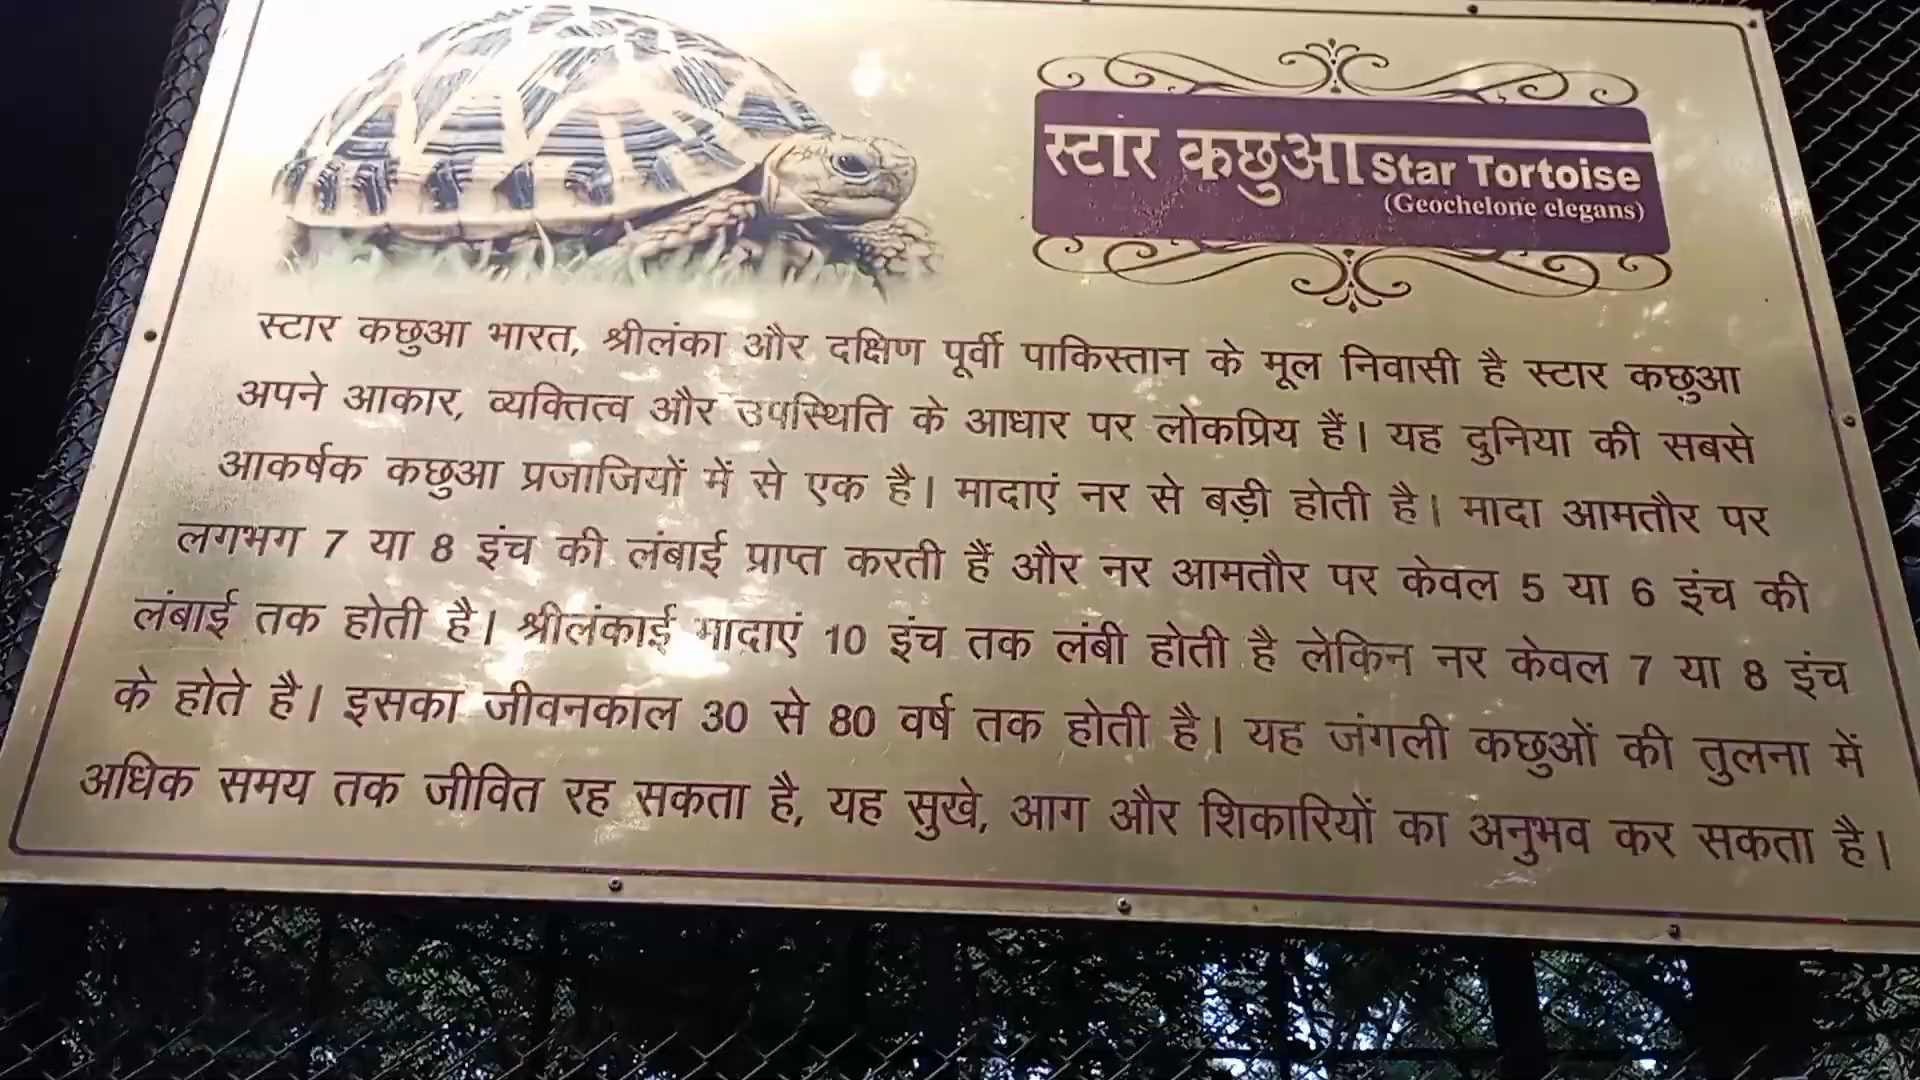 स्टार कछुआ Star Tortoise
(Geochelone elegans)
स्टार कछुआ भारत, श्रीलंका और दक्षिण पूर्वी पाकिस्तान के मूल निवासी है स्टार कछुआ
अपने आकार, व्यक्तित्व और उपस्थिति के आधार पर लोकप्रिय हैं। यह दुनिया की सबसे
आकर्षक कछुआ प्रजाजियों में से एक है। मादाएं नर से बड़ी होती है। मादा आमतौर पर
लगभग 7 या 8 इंच की लंबाई प्राप्त करती हैं और नर आमतौर पर केवल 5 या 6 इंच की
लंबाई तक होती है। श्रीलंकाई मादाएं 10 इंच तक लंबी होती है लेकिन नर केवल 7 या 8 इंच
के होते है। इसका जीवनकाल 30 से 80 वर्ष तक होती है। यह जंगली कछुओं की तुलना में
अधिक समय तक जीवित रह सकता है, यह सुखे, आग और शिकारियों का अनुभव कर सकता है।